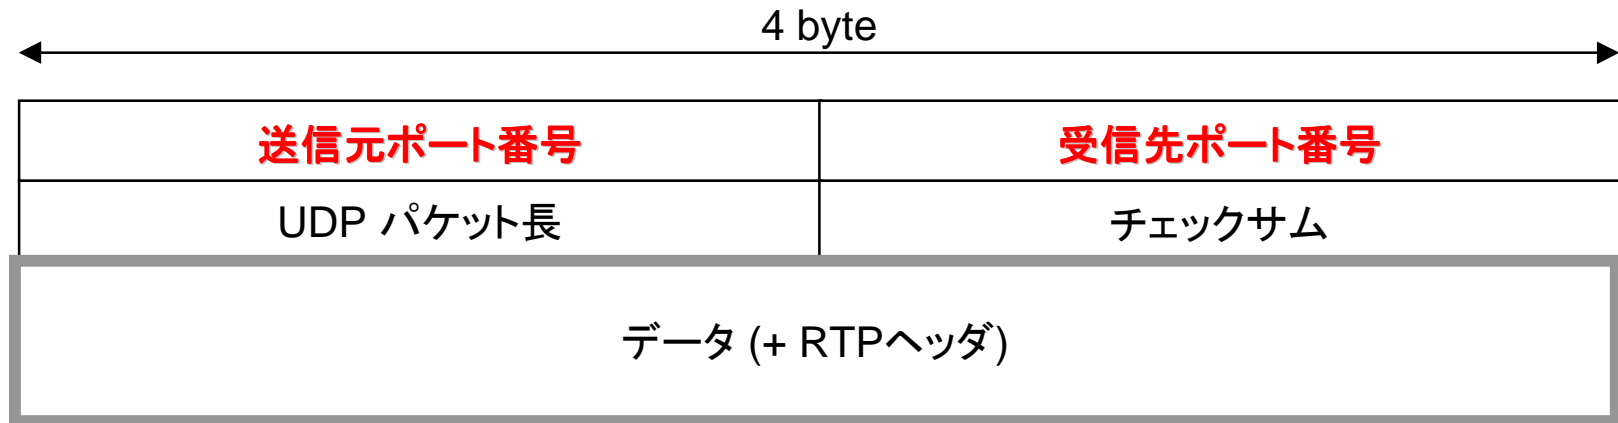 4 byte
送信元ポート番号
受信先ポート番号
UDP パケット長
チェックサム
データ (+ RTPヘッダ)